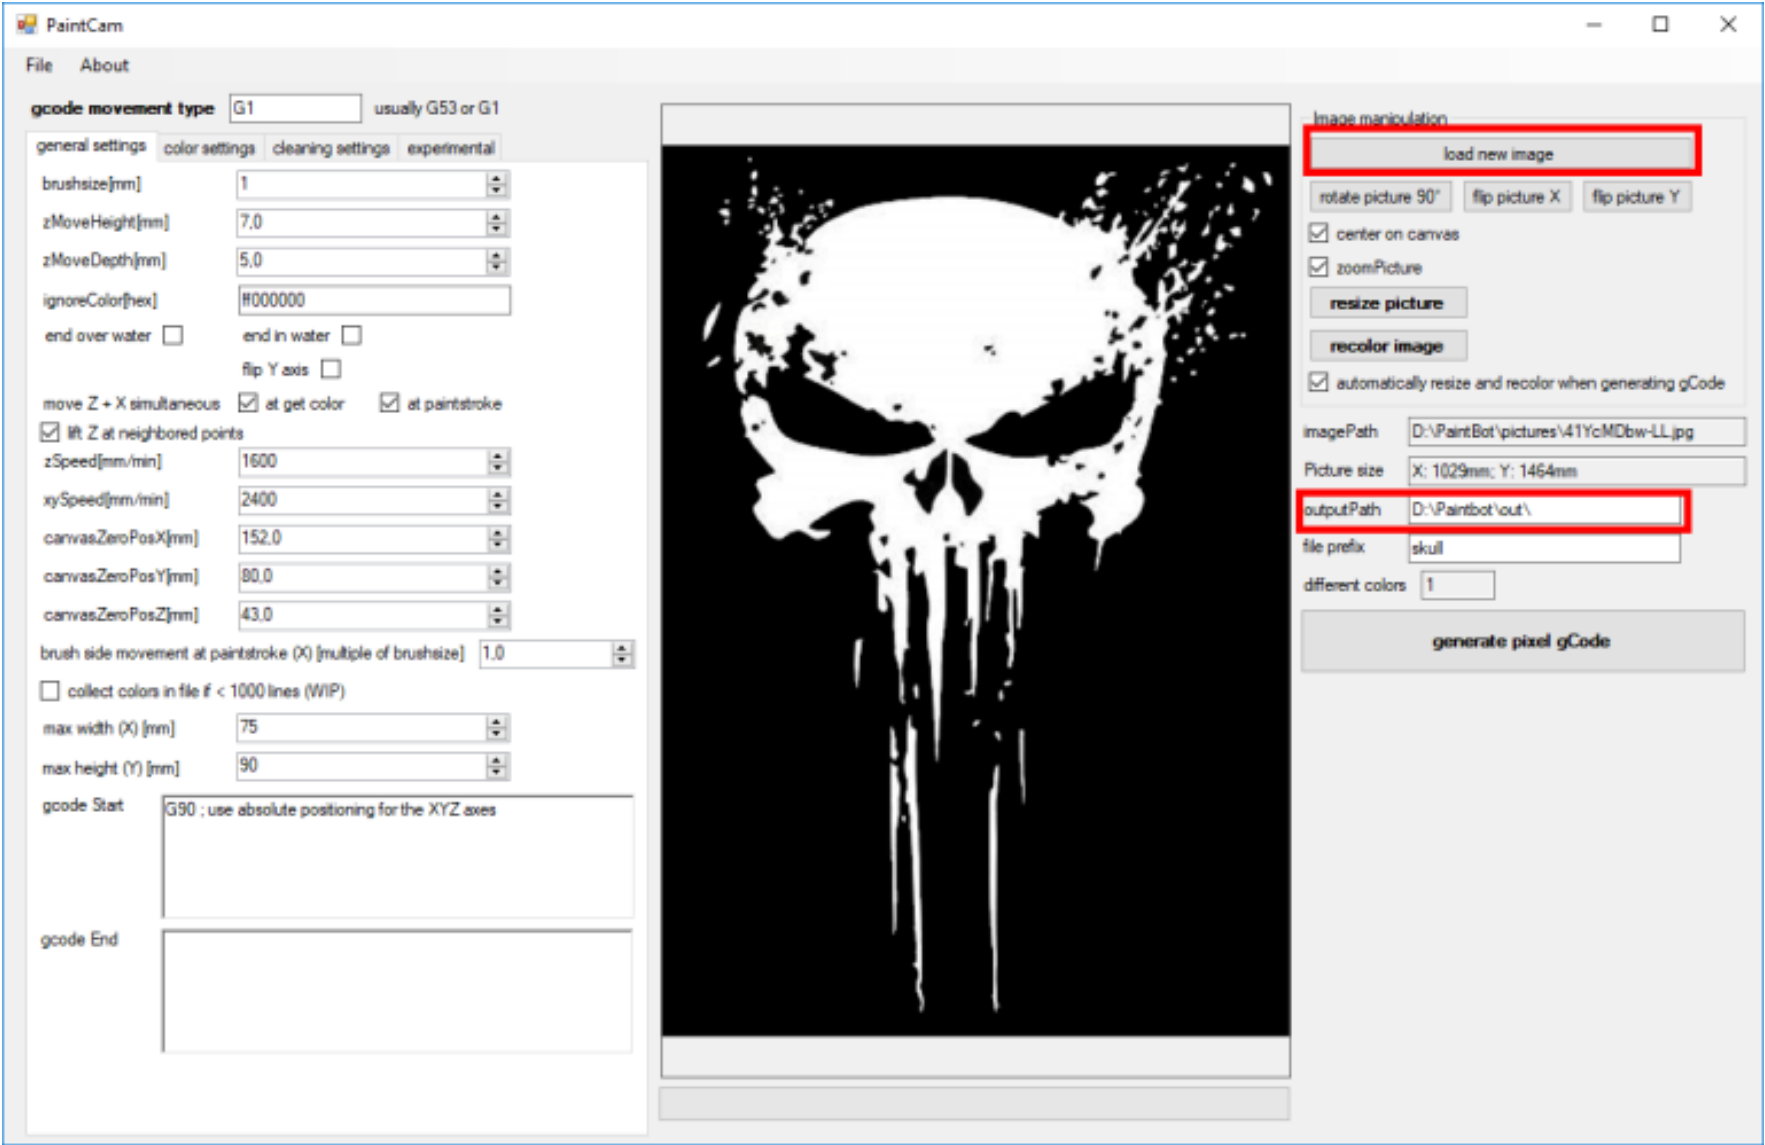 PaintCam
File About
gcode movement type G1 usually G53 or G1
general settings color settings cleaning settings experimental
brushsize[mm] 1
zMoveHeight[mm] 7,0
zMoveDepth[mm] 5,0
ignoreColor[hex] ff000000
end over water end in water
flip Y axis
move Z + X simultaneous at get color at paintstroke
lift Z at neighbored points
zSpeed[mm/min] 1600
xySpeed[mm/min] 2400
canvasZeroPosX[mm] 152,0
canvasZeroPosY[mm] 80,0
canvasZeroPosZ[mm] 43,0
brush side movement at paintstroke (X) [multiple of brushsize] 1,0
collect colors in file if < 1000 lines (WIP)
max width (X) [mm] 75
max height (Y) [mm] 90
gcode Start G90 ; use absolute positioning for the XYZ axes
gcode End
Image manipulation
load new image
rotate picture 90° flip picture X flip picture Y
center on canvas
zoomPicture
resize picture
recolor image
automatically resize and recolor when generating gCode
imagePath D:\PaintBot\pictures\41YcMDbw-LL.jpg
Picture size X: 1029mm; Y: 1464mm
outputPath D:\Paintbot\out\
file prefix skull
different colors 1
generate pixel gCode